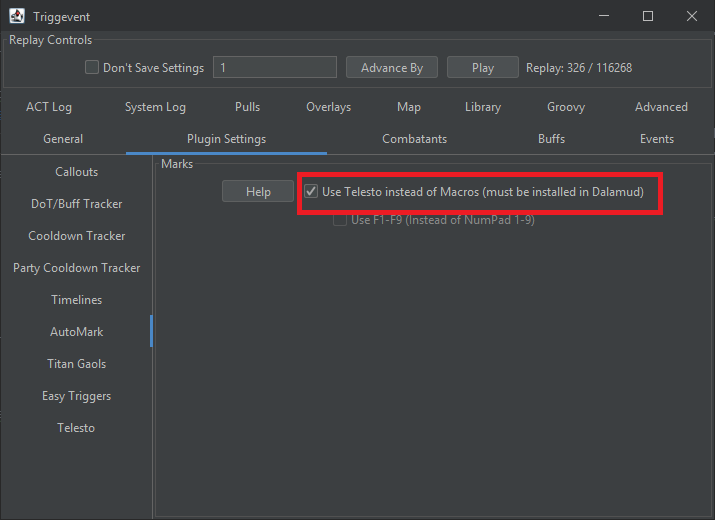 Triggevent
Replay Controls
Don't Save Settings 1 Advance By Play Replay: 326 / 116268
ACT Log System Log Pulls Overlays Map Library Groovy Advanced
General Plugin Settings Combatants Buffs Events
Callouts
DoT/Buff Tracker
Cooldown Tracker
Party Cooldown Tracker
Timelines
AutoMark
Titan Gaols
Easy Triggers
Telesto
Marks
Help Use Telesto instead of Macros (must be installed in Dalamud)
Use F1-F9 (Instead of NumPad 1-9)